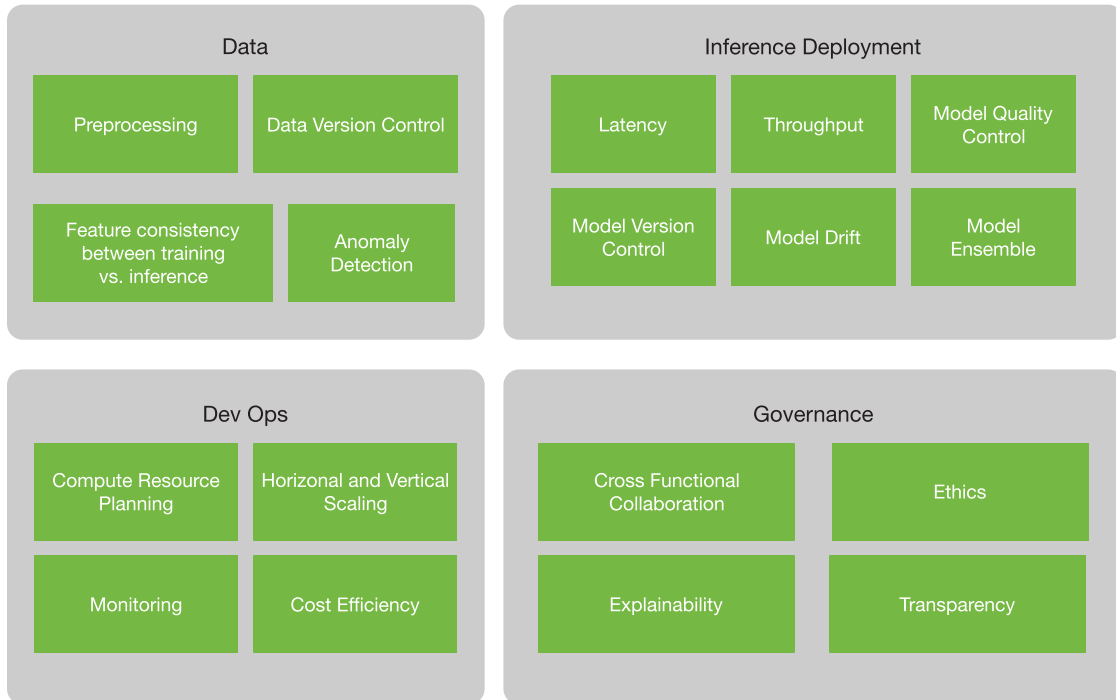 Data
Preprocessing
Data Version Control
Feature consistency
between training
vs. inference
Anomaly
Detection
Inference Deployment
Latency
Throughput
Model Quality
Control
Model Version
Control
Model Drift
Model
Ensemble
Dev Ops
Compute Resource
Planning
Horizonal and Vertical
Scaling
Monitoring
Cost Efficiency
Governance
Cross Functional
Collaboration
Ethics
Explainability
Transparency